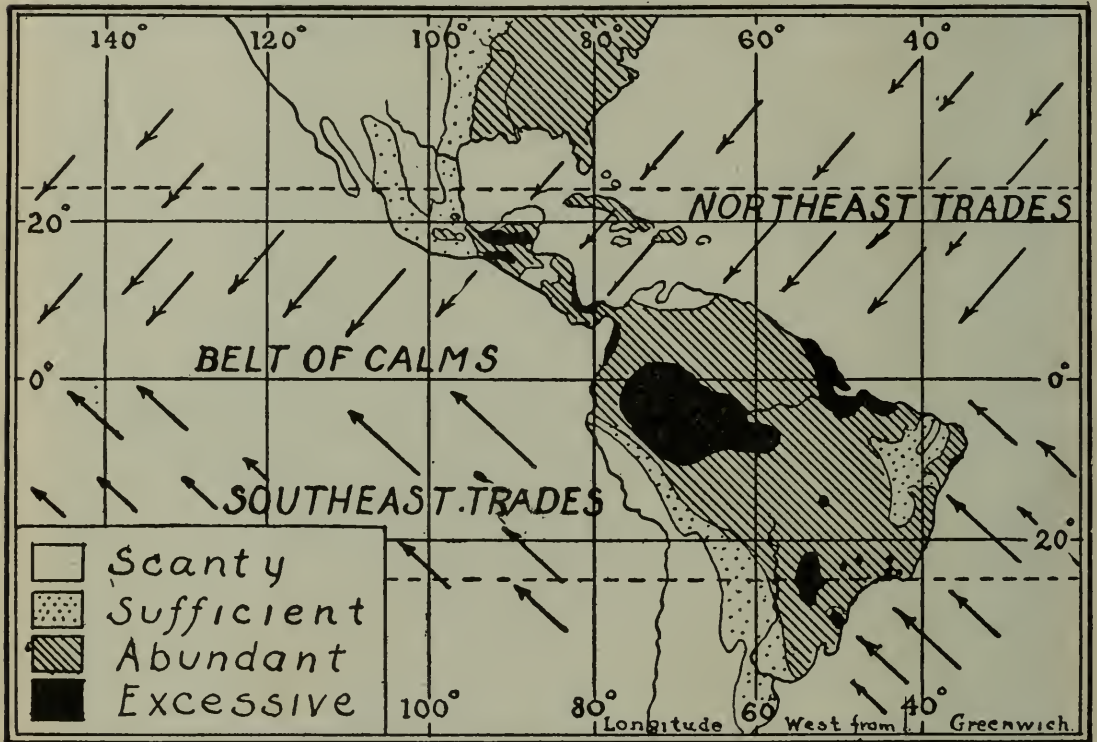 140° 120° 100° 80° 60° 40°
NORTHEAST TRADES
20°
BELT OF CALMS
0° 0°
SOUTHEAST TRADES
20°
Scanty
Sufficient
Abundant
Excessive
100° 80° 60° 40°
Longitude West from Greenwich.